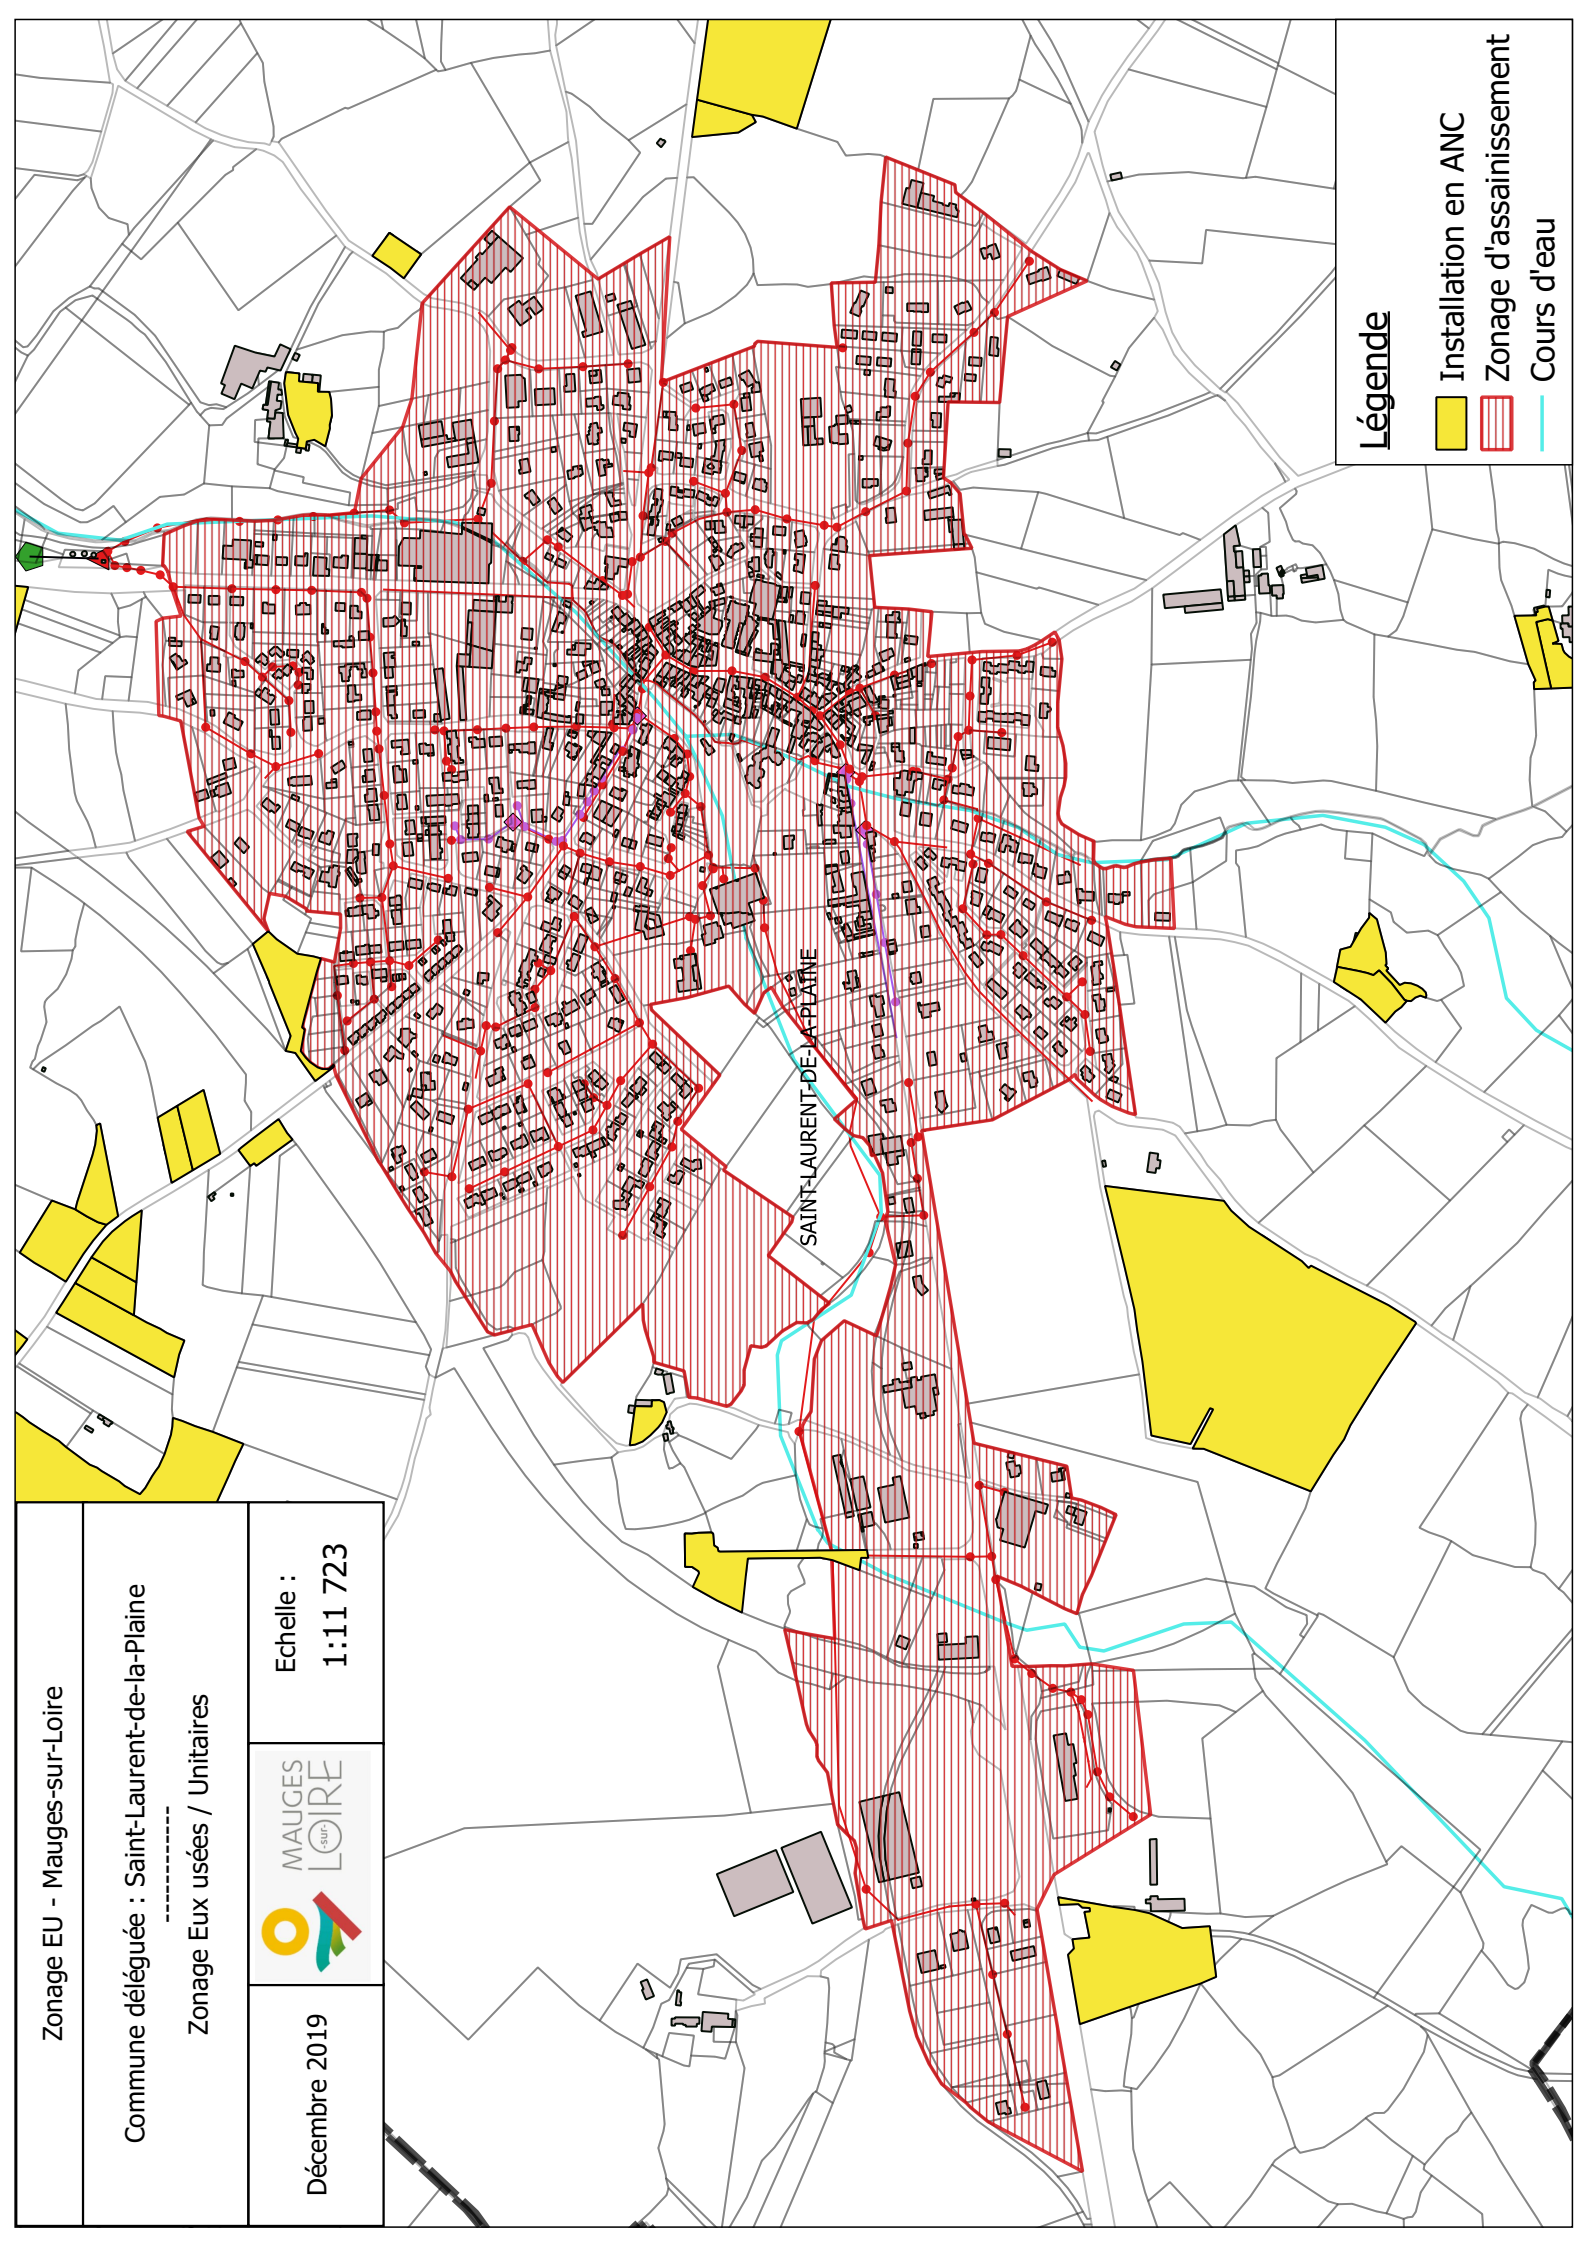 Zonage EU - Mauges-sur-Loire
Commune déléguée : Saint-Laurent-de-la-Plaine
------------
Zonage Eux usées / Unitaires
Décembre 2019
MAUGES
-sur-
LOIRE
Echelle :
1:11 723
SAINT-LAURENT-DE-LA-PLAINE
Légende
Installation en ANC
Zonage d'assainissement
Cours d'eau